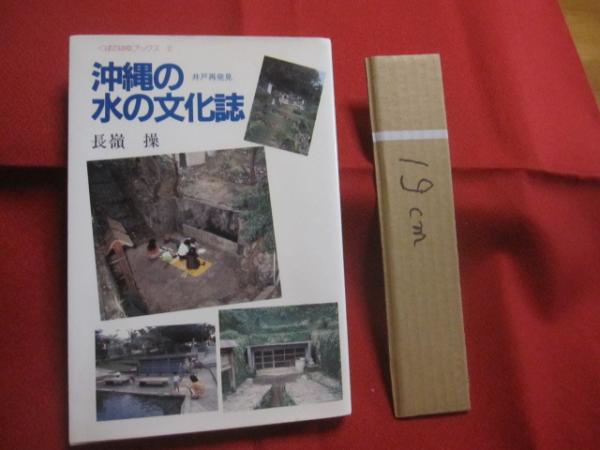 沖縄の
井戸再発見
水の文化誌
長嶺 操
19cm